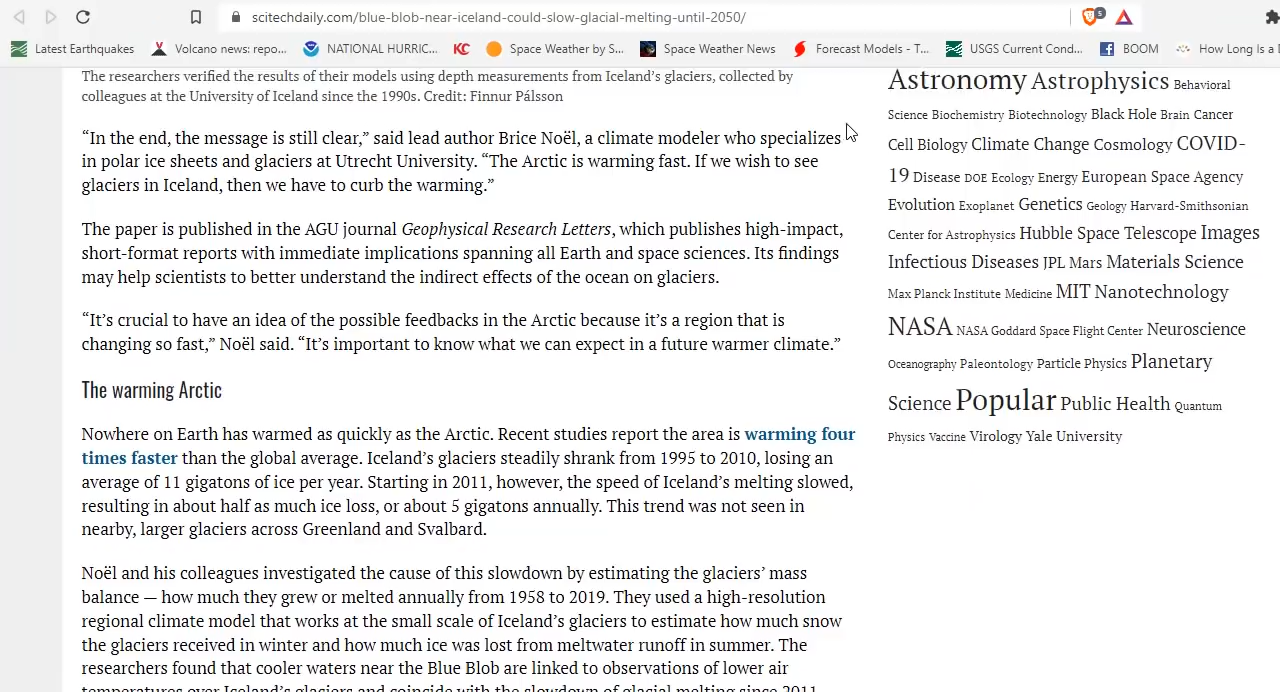 scitechdaily.com/blue-blob-near-iceland-could-slow-glacial-melting-until-2050/
5
Latest Earthquakes Volcano news: repo... NATIONAL HURRIC... KC Space Weather by S... Space Weather News Forecast Models - T... USGS Current Cond... BOOM How Long Is a
The researchers verified the results of their models using depth measurements from Iceland’s glaciers, collected by
colleagues at the University of Iceland since the 1990s. Credit: Finnur Pálsson
“In the end, the message is still clear,” said lead author Brice Noël, a climate modeler who specializes
in polar ice sheets and glaciers at Utrecht University. “The Arctic is warming fast. If we wish to see
glaciers in Iceland, then we have to curb the warming.”
The paper is published in the AGU journal Geophysical Research Letters, which publishes high-impact,
short-format reports with immediate implications spanning all Earth and space sciences. Its findings
may help scientists to better understand the indirect effects of the ocean on glaciers.
“It’s crucial to have an idea of the possible feedbacks in the Arctic because it’s a region that is
changing so fast,” Noël said. “It’s important to know what we can expect in a future warmer climate.”
The warming Arctic
Nowhere on Earth has warmed as quickly as the Arctic. Recent studies report the area is warming four
times faster than the global average. Iceland’s glaciers steadily shrank from 1995 to 2010, losing an
average of 11 gigatons of ice per year. Starting in 2011, however, the speed of Iceland’s melting slowed,
resulting in about half as much ice loss, or about 5 gigatons annually. This trend was not seen in
nearby, larger glaciers across Greenland and Svalbard.
Noël and his colleagues investigated the cause of this slowdown by estimating the glaciers’ mass
balance — how much they grew or melted annually from 1958 to 2019. They used a high-resolution
regional climate model that works at the small scale of Iceland’s glaciers to estimate how much snow
the glaciers received in winter and how much ice was lost from meltwater runoff in summer. The
researchers found that cooler waters near the Blue Blob are linked to observations of lower air
temperatures over Iceland’s glaciers and coincide with the slowdown of glacial melting since 2011.
Astronomy Astrophysics Behavioral
Science Biochemistry Biotechnology Black Hole Brain Cancer
Cell Biology Climate Change Cosmology COVID-
19 Disease DOE Ecology Energy European Space Agency
Evolution Exoplanet Genetics Geology Harvard-Smithsonian
Center for Astrophysics Hubble Space Telescope Images
Infectious Diseases JPL Mars Materials Science
Max Planck Institute Medicine MIT Nanotechnology
NASA NASA Goddard Space Flight Center Neuroscience
Oceanography Paleontology Particle Physics Planetary
Science Popular Public Health Quantum
Physics Vaccine Virology Yale University